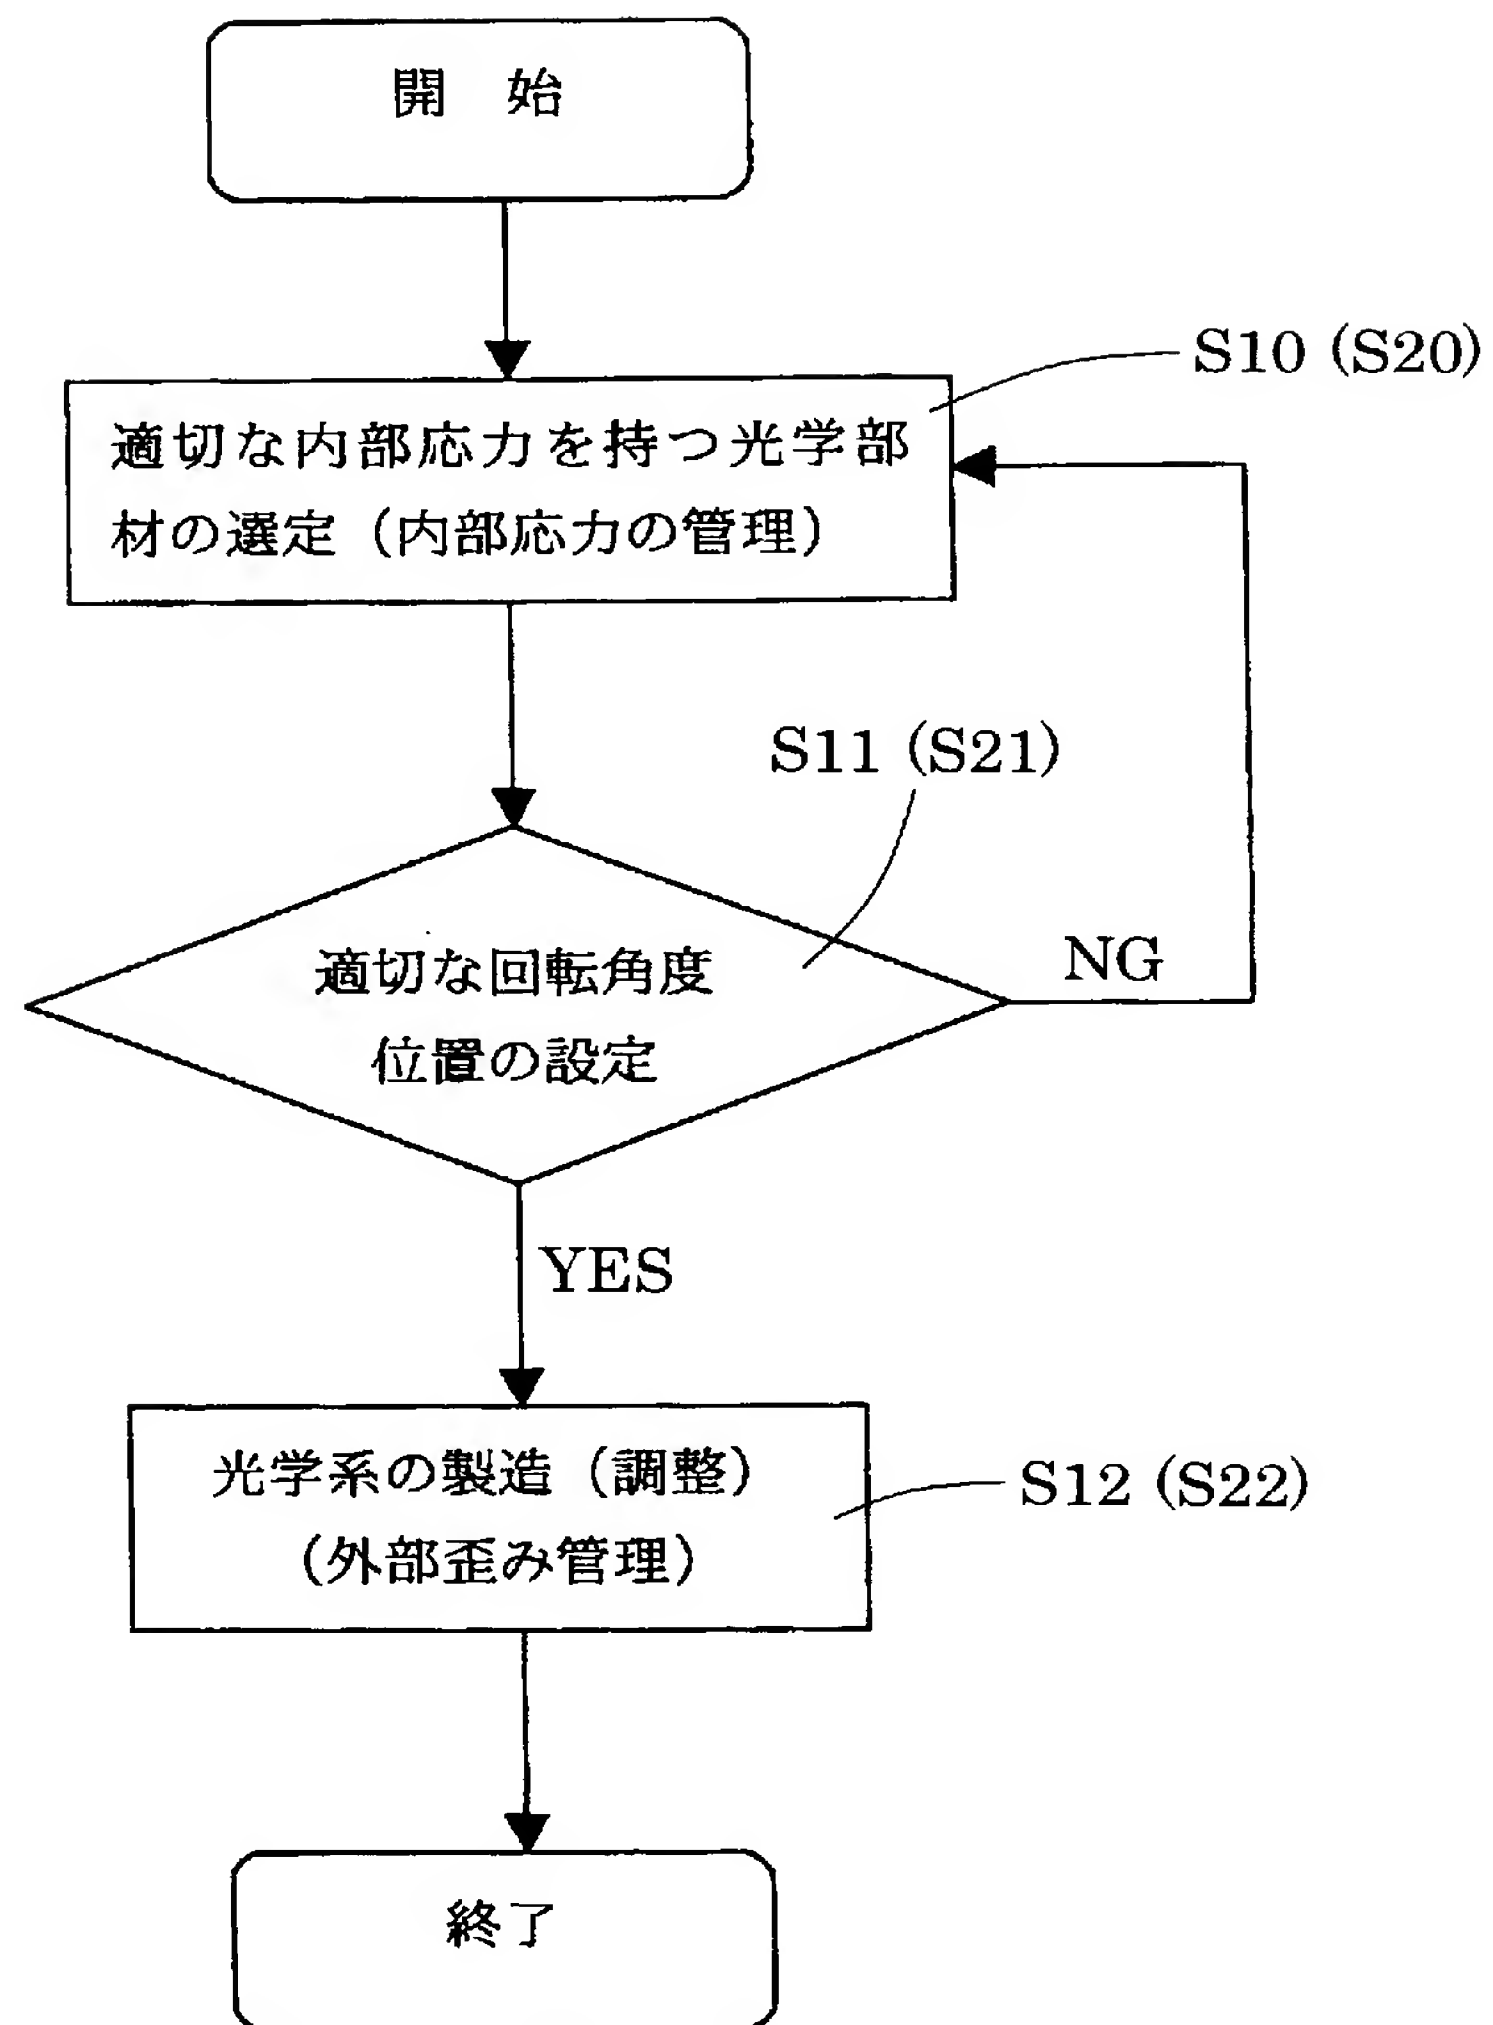 開　始
S10 (S20)
適切な内部応力を持つ光学部
材の選定（内部応力の管理）
S11 (S21)
適切な回転角度
位置の設定
NG
YES
光学系の製造（調整）
（外部歪み管理）
S12 (S22)
終了